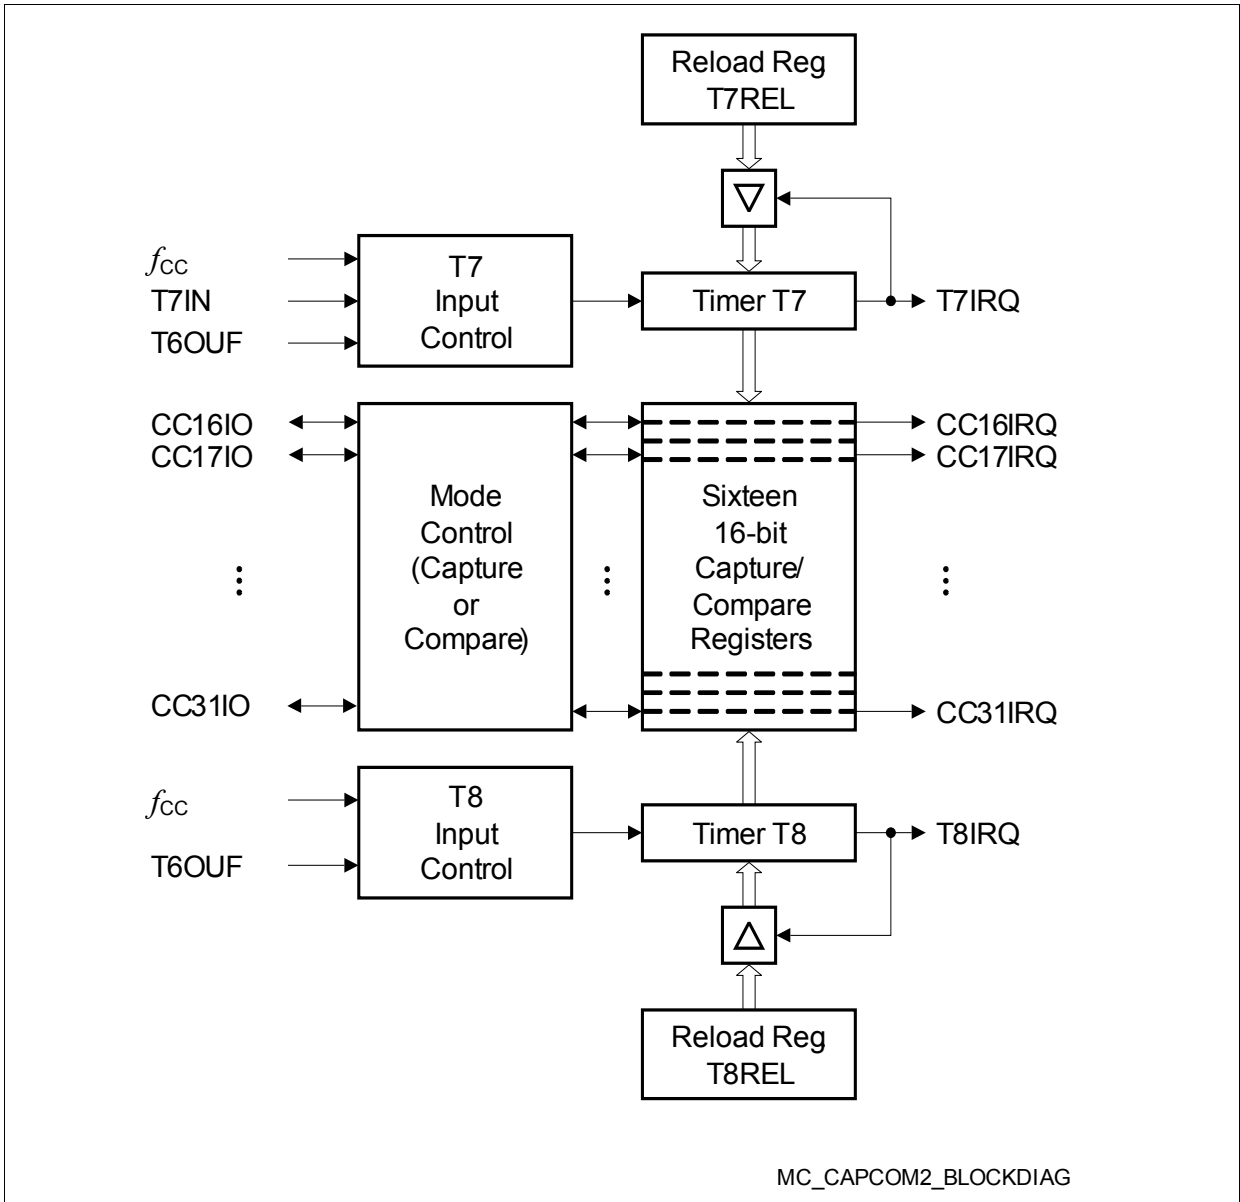 Reload Reg
T7REL
fCC
T7IN
T6OUF
T7
Input
Control
Timer T7
T7IRQ
CC16IO
CC17IO
CC31IO
Mode
Control
(Capture
or
Compare)
Sixteen
16-bit
Capture/
Compare
Registers
CC16IRQ
CC17IRQ
CC31IRQ
fCC
T6OUF
T8
Input
Control
Timer T8
T8IRQ
Reload Reg
T8REL
MC_CAPCOM2_BLOCKDIAG